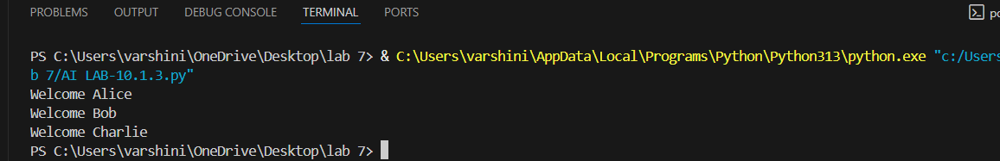 PROBLEMS OUTPUT DEBUG CONSOLE TERMINAL PORTS
PS C:\Users\varshini\OneDrive\Desktop\lab 7> & C:\Users\varshini\AppData\Local\Programs\Python\Python313\python.exe "c:/Users
b 7/AI LAB-10.1.3.py"
Welcome Alice
Welcome Bob
Welcome Charlie
PS C:\Users\varshini\OneDrive\Desktop\lab 7>